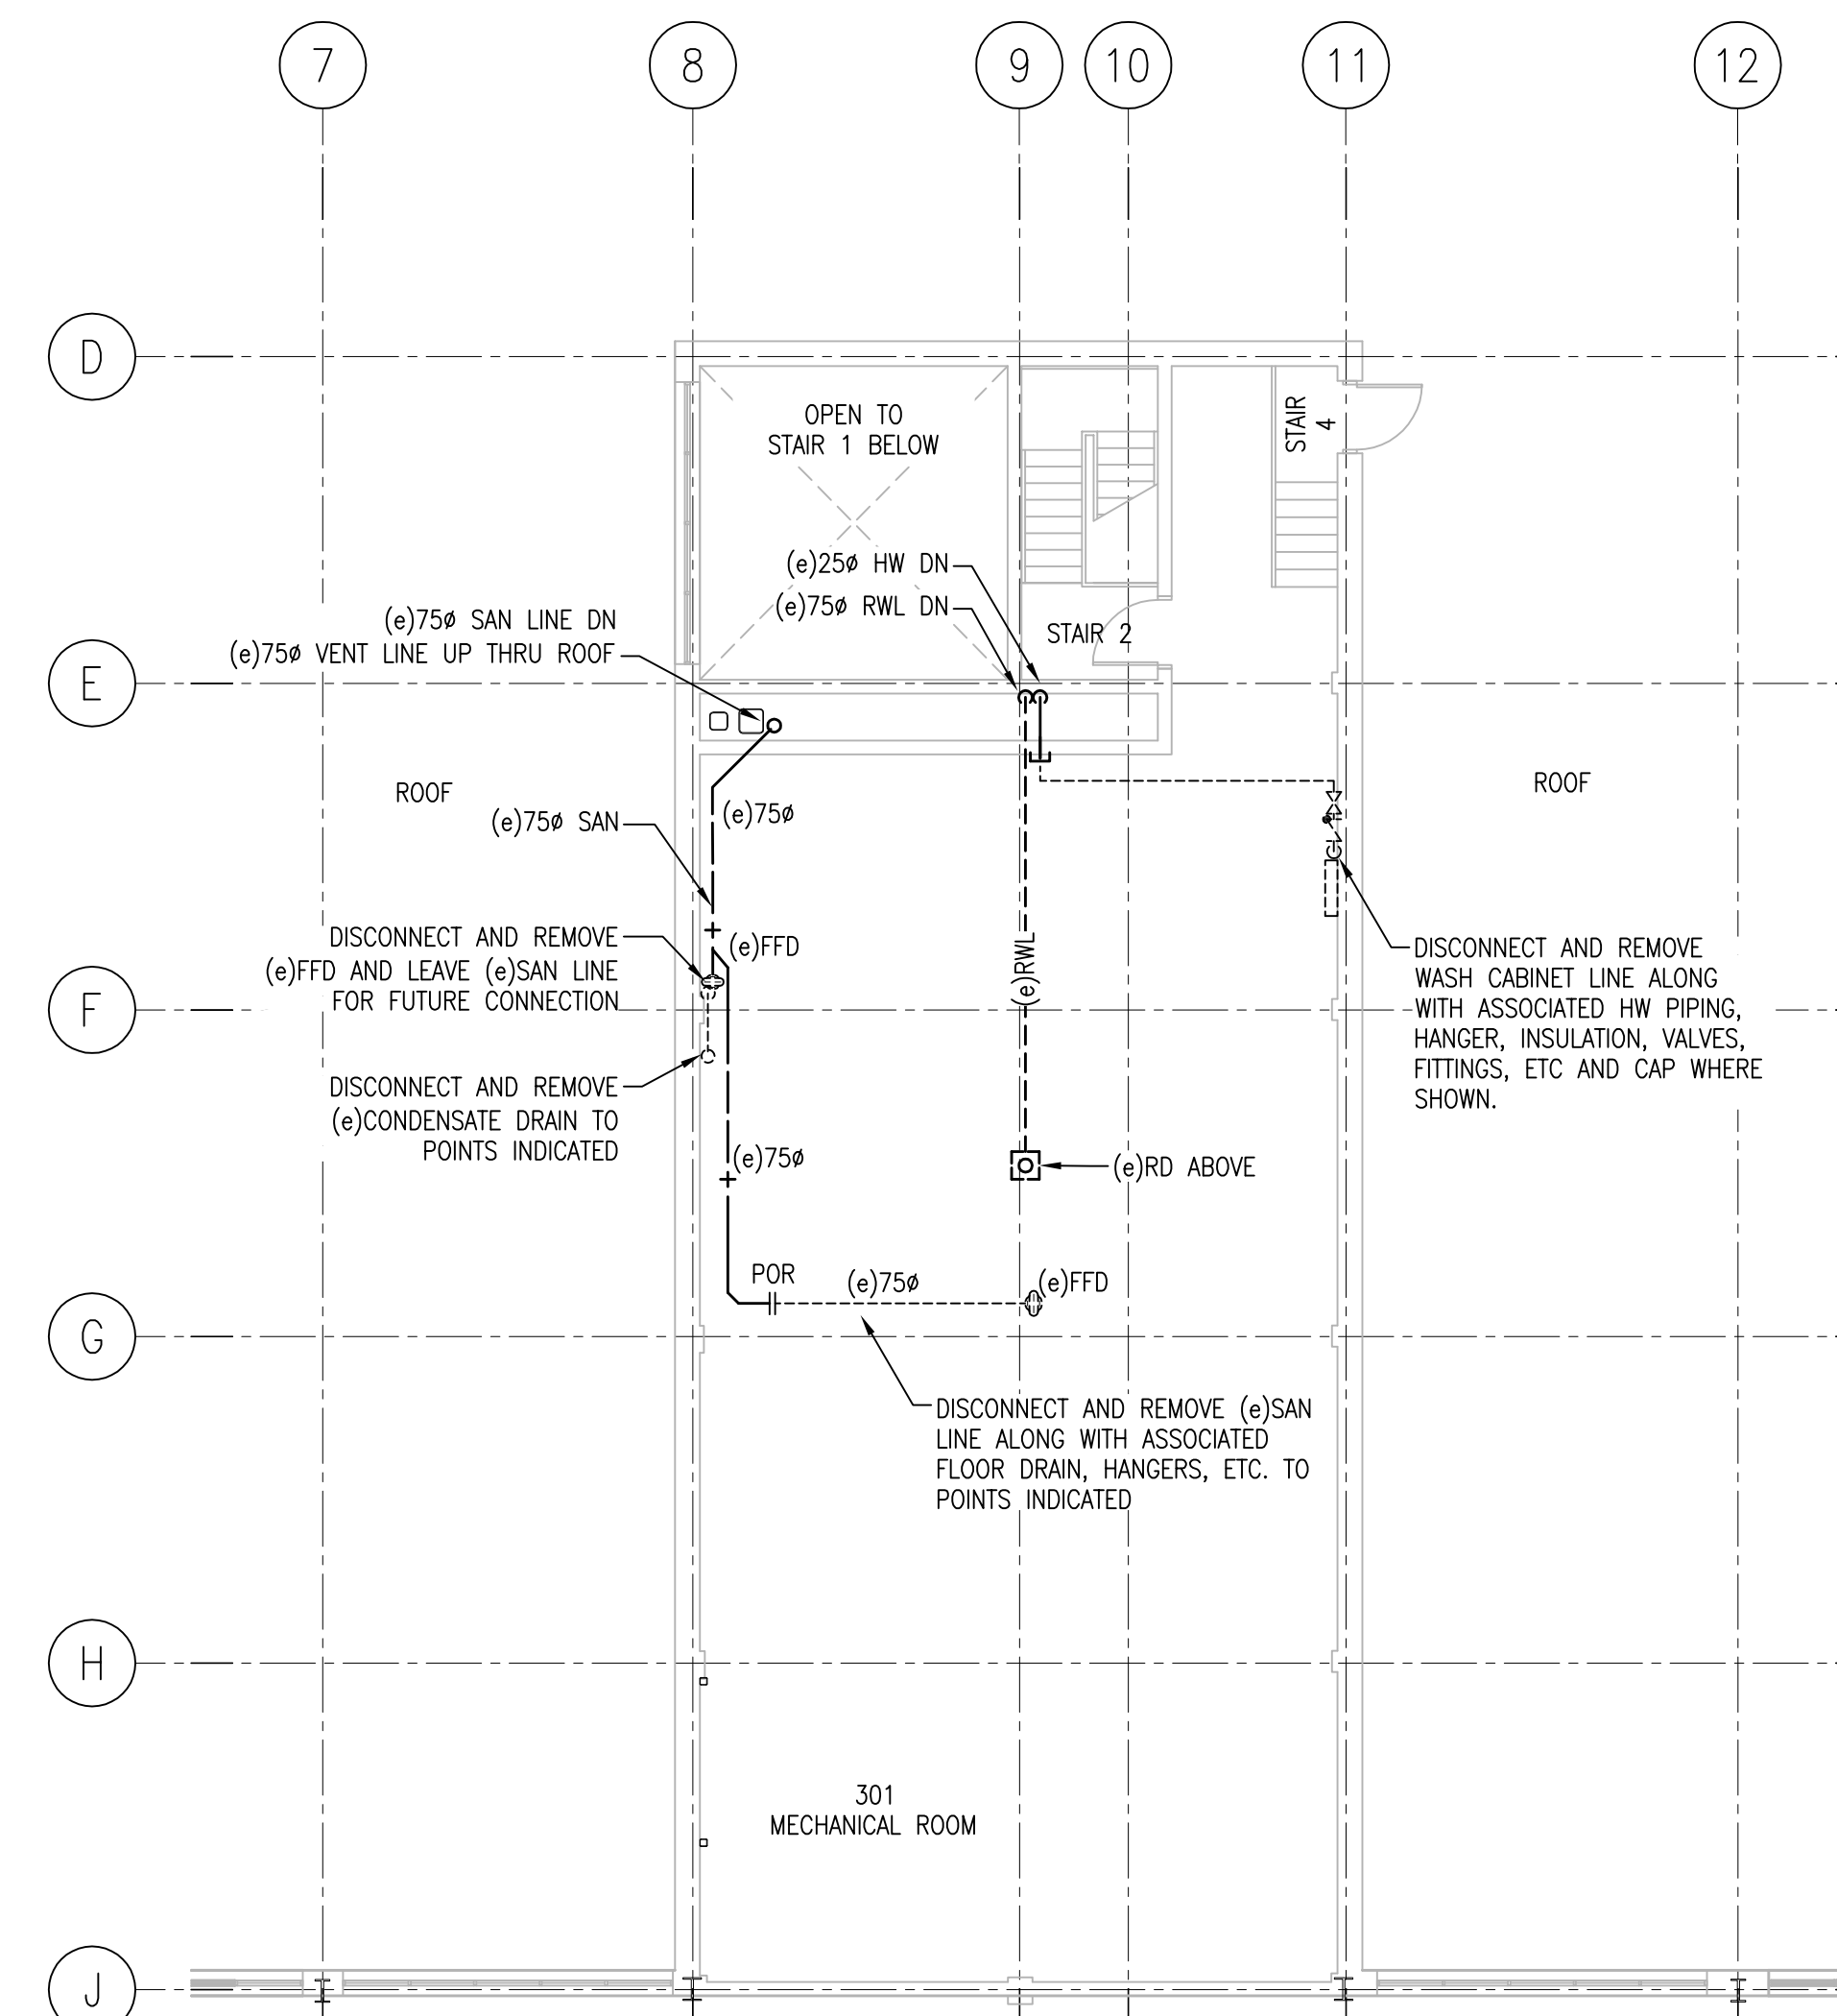 7
8
9
10
11
12
D
OPEN TO
STAIR 1 BELOW
STAIR
4
(e)25ø HW DN
(e)75ø RWL DN
(e)75ø SAN LINE DN
(e)75ø VENT LINE UP THRU ROOF
STAIR 2
E
ROOF
ROOF
(e)75ø
(e)75ø SAN
DISCONNECT AND REMOVE
(e)FFD AND LEAVE (e)SAN LINE
FOR FUTURE CONNECTION
(e)FFD
(e)RWL
DISCONNECT AND REMOVE
WASH CABINET LINE ALONG
WITH ASSOCIATED HW PIPING,
HANGER, INSULATION, VALVES,
FITTINGS, ETC AND CAP WHERE
SHOWN.
F
DISCONNECT AND REMOVE
(e)CONDENSATE DRAIN TO
POINTS INDICATED
(e)75ø
(e)RD ABOVE
POR
(e)75ø
(e)FFD
G
DISCONNECT AND REMOVE (e)SAN
LINE ALONG WITH ASSOCIATED
FLOOR DRAIN, HANGERS, ETC. TO
POINTS INDICATED
H
301
MECHANICAL ROOM
J